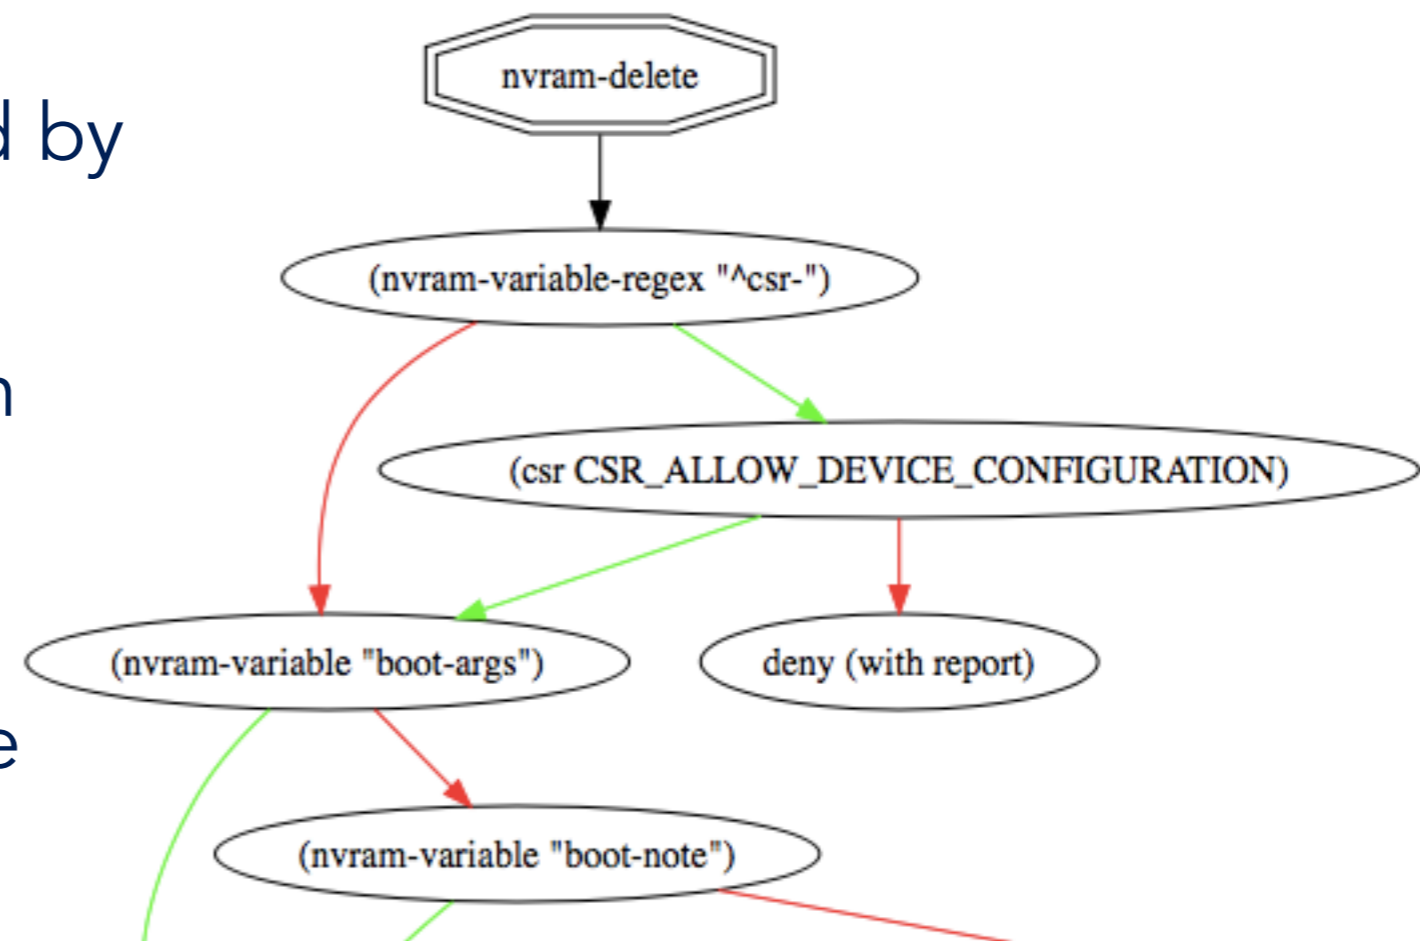 d by
n
e
nvram-delete
(nvram-variable-regex "^csr-")
(csr CSR_ALLOW_DEVICE_CONFIGURATION)
(nvram-variable "boot-args")
deny (with report)
(nvram-variable "boot-note")